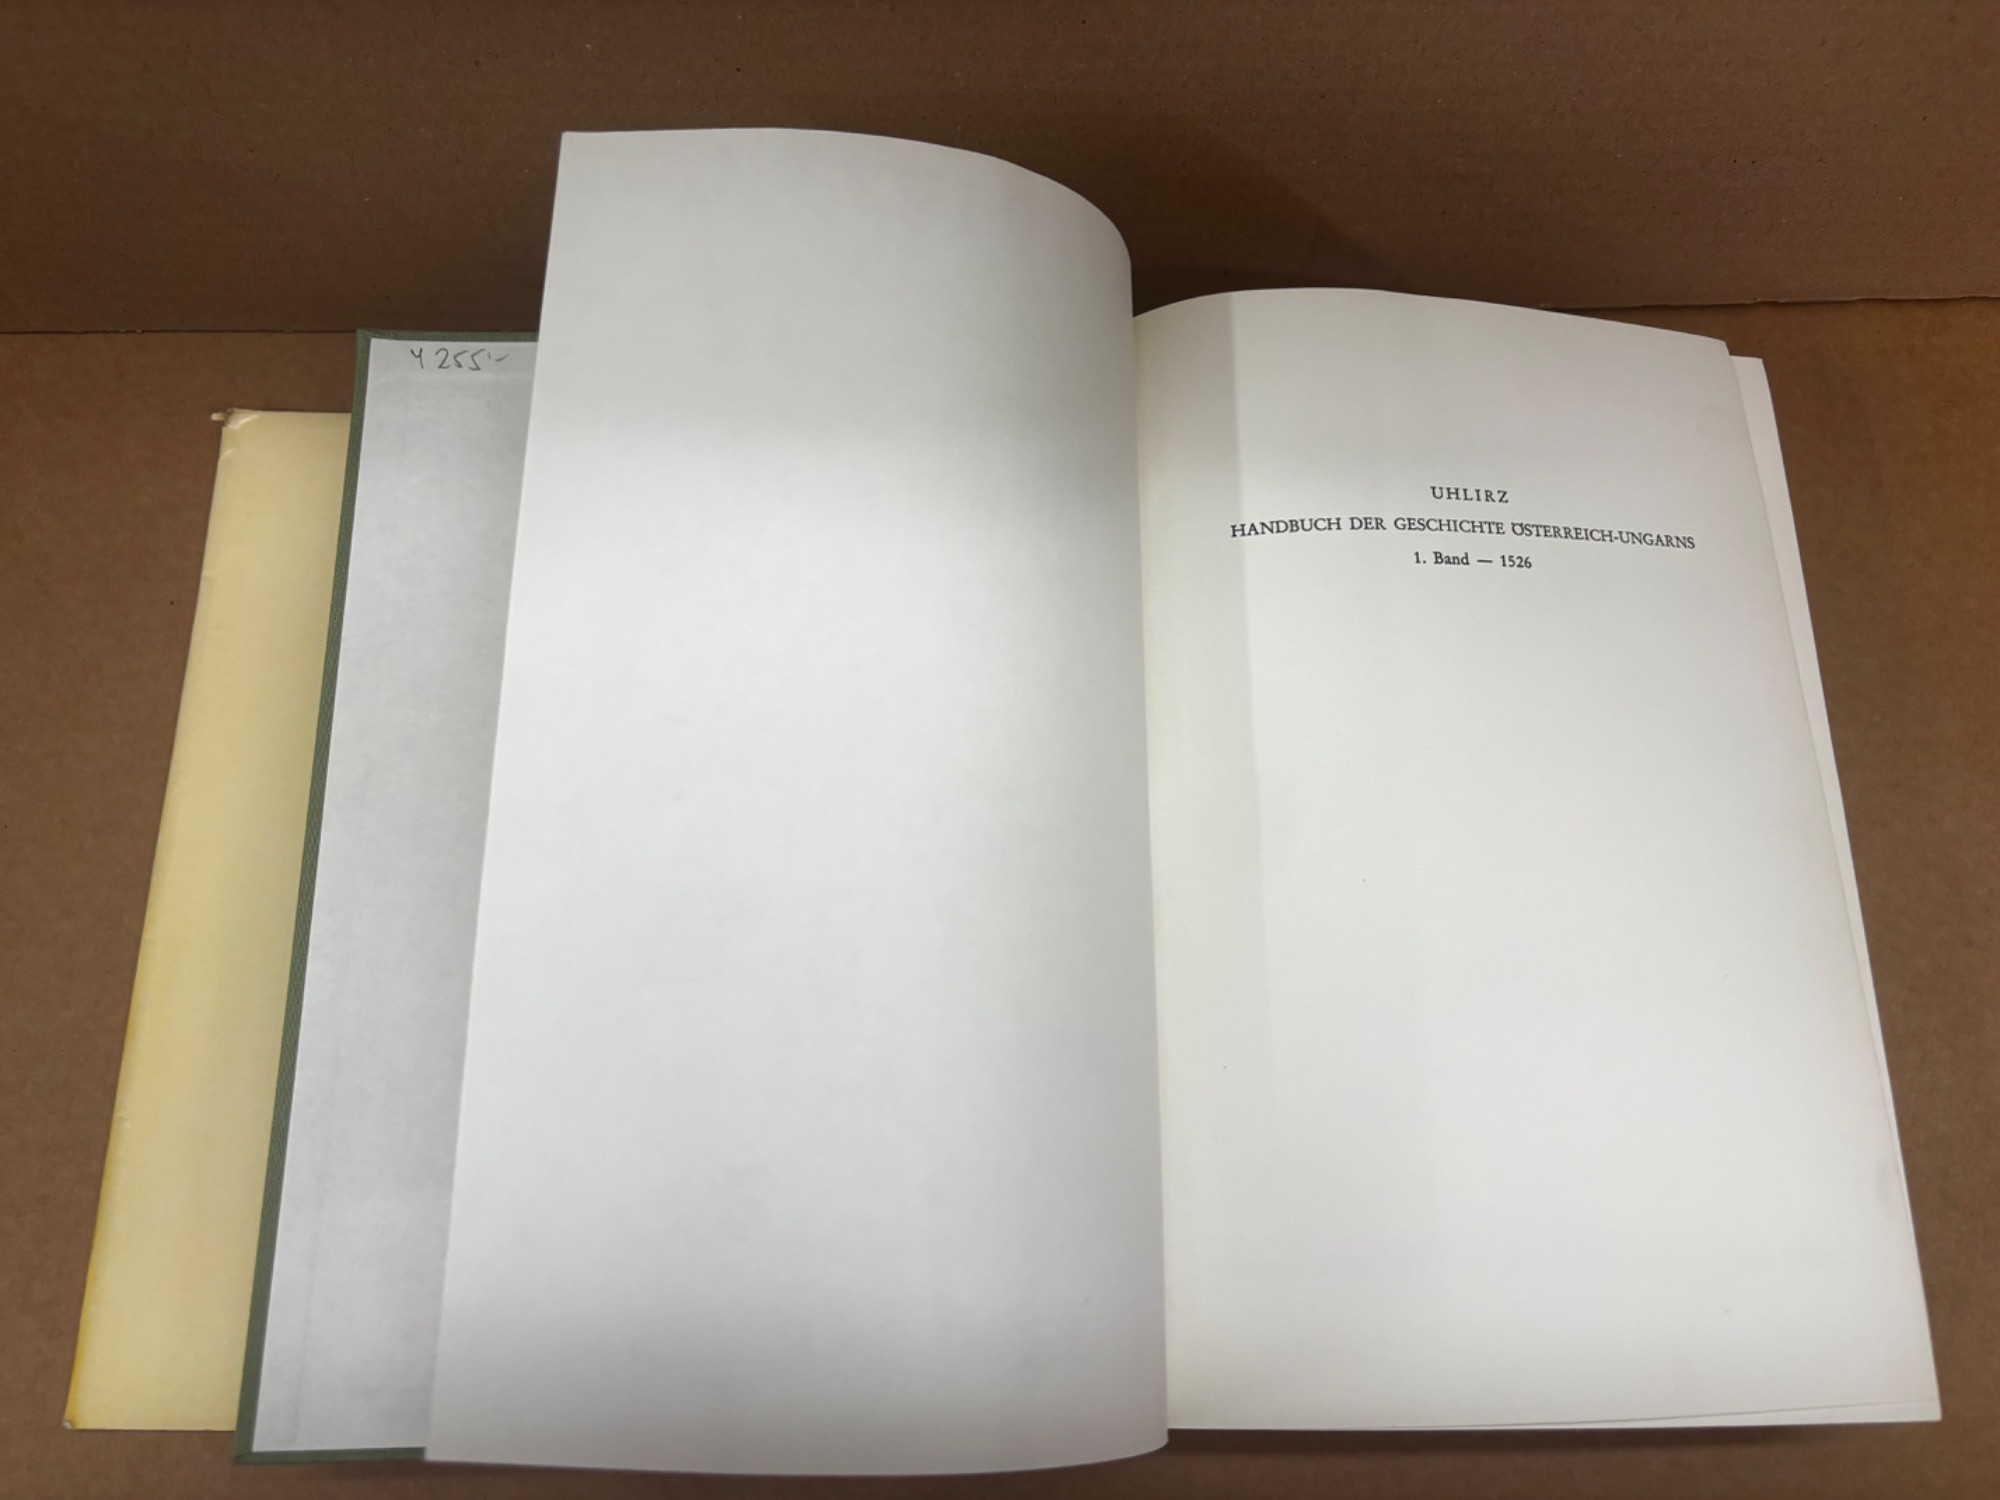 255'-
UHLIRZ
HANDBUCH DER GESCHICHTE ÖSTERREICH-UNGARNS
1. Band — 1526